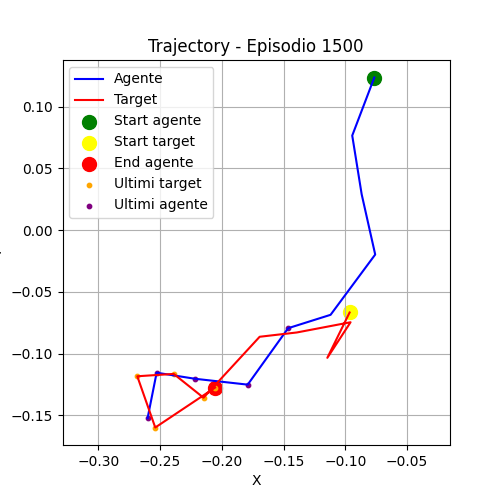 Trajectory - Episodio 1500
Agente
Target
Start agente
Start target
End agente
Ultimi target
Ultimi agente
0.10
0.05
0.00
−0.05
−0.10
−0.15
−0.30
−0.25
−0.20
−0.15
−0.10
−0.05
X